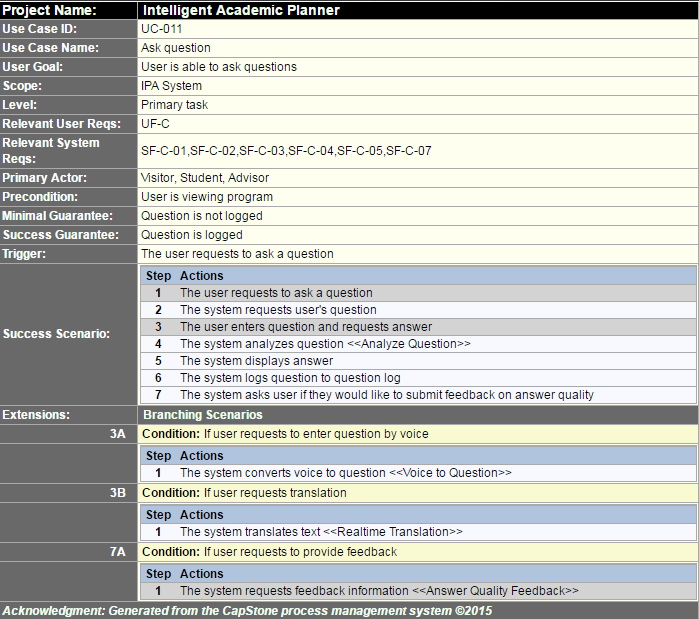 Project Name: Intelligent Academic Planner
Use Case ID: UC-011
Use Case Name: Ask question
User Goal: User is able to ask questions
Scope: IPA System
Level: Primary task
Relevant User Reqs: UF-C
Relevant System Reqs: SF-C-01,SF-C-02,SF-C-03,SF-C-04,SF-C-05,SF-C-07
Primary Actor: Visitor, Student, Advisor
Precondition: User is viewing program
Minimal Guarantee: Question is not logged
Success Guarantee: Question is logged
Trigger: The user requests to ask a question
Success Scenario:
Step Actions
1 The user requests to ask a question
2 The system requests user's question
3 The user enters question and requests answer
4 The system analyzes question <<Analyze Question>>
5 The system displays answer
6 The system logs question to question log
7 The system asks user if they would like to submit feedback on answer quality
Extensions: Branching Scenarios
3A Condition: If user requests to enter question by voice
Step Actions
1 The system converts voice to question <<Voice to Question>>
3B Condition: If user requests translation
Step Actions
1 The system translates text <<Realtime Translation>>
7A Condition: If user requests to provide feedback
Step Actions
1 The system requests feedback information <<Answer Quality Feedback>>
Acknowledgment: Generated from the CapStone process management system ©2015